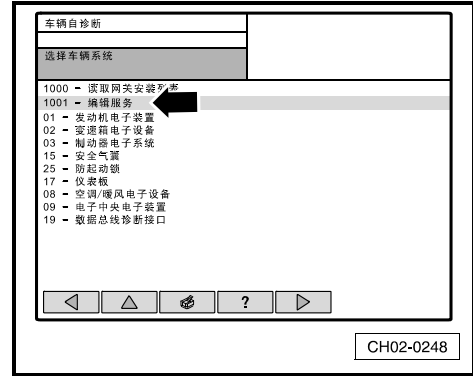 车辆自诊断
选择车辆系统
1000 - 读取网关安装列表
1001 - 编辑服务
01 - 发动机电子装置
02 - 变速箱电子设备
03 - 制动器电子系统
15 - 安全气翼
25 - 防起动锁
17 - 仪表板
08 - 空调/暖风电子设备
09 - 电子中央电子装置
19 - 数据总线诊断接口
?
CH02-0248